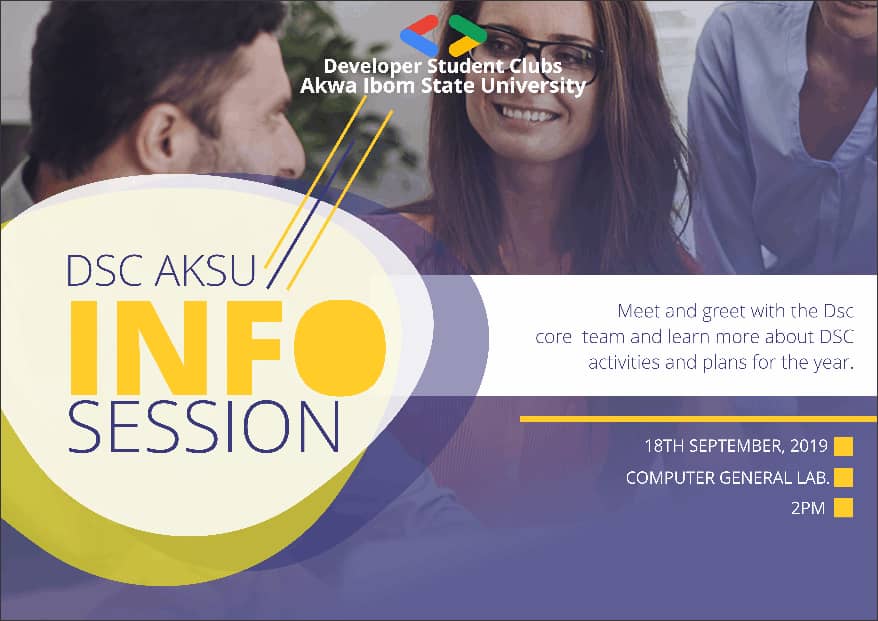 Developer Student Clubs
Akwa Ibom State University
DSC AKSU
INFO
SESSION
Meet and greet with the Dsc
core team and learn more about DSC
activities and plans for the year.
18TH SEPTEMBER, 2019
COMPUTER GENERAL LAB.
2PM